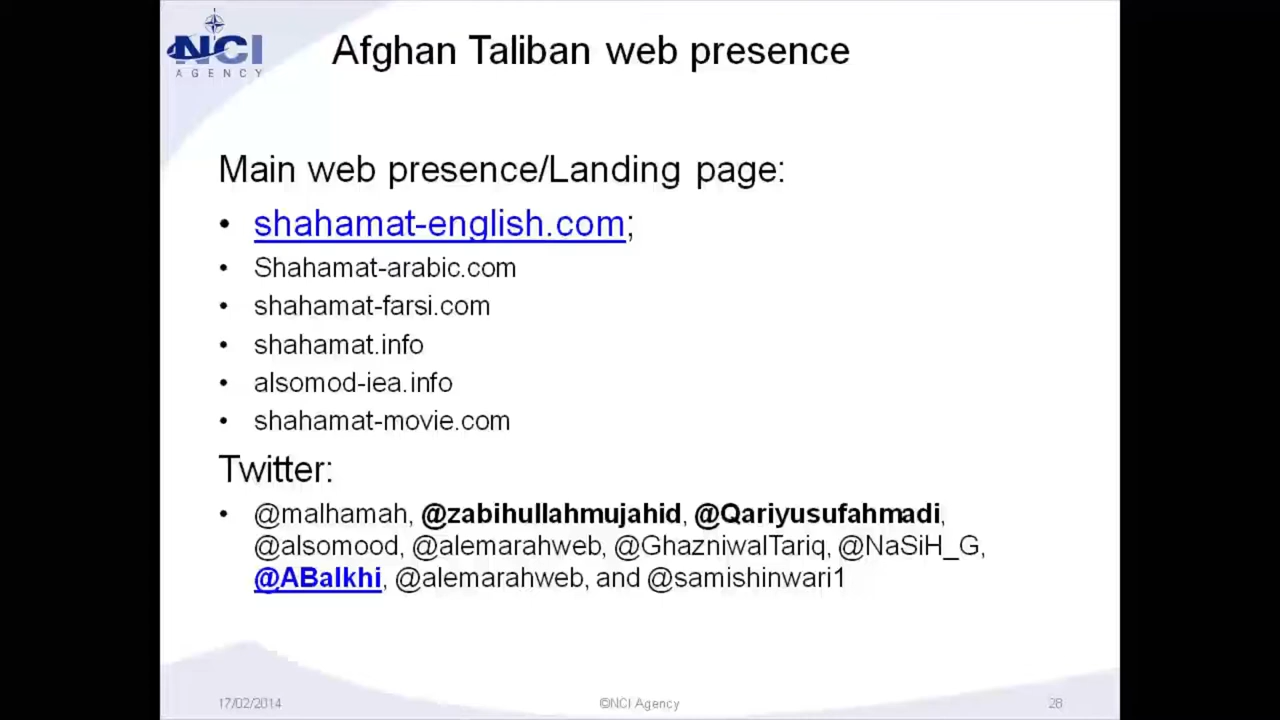 NCI
AGENCY
Afghan Taliban web presence
Main web presence/Landing page:
• shahamat-english.com;
• Shahamat-arabic.com
• shahamat-farsi.com
• shahamat.info
• alsomod-iea.info
• shahamat-movie.com
Twitter:
• @malhamah, @zabihullahmujahid, @Qariyusufahmadi,
@alsomood, @alemarahweb, @GhazniwalTariq, @NaSiH_G,
@ABalkhi, @alemarahweb, and @samishinwari1
17/02/2014 ©NCI Agency 28